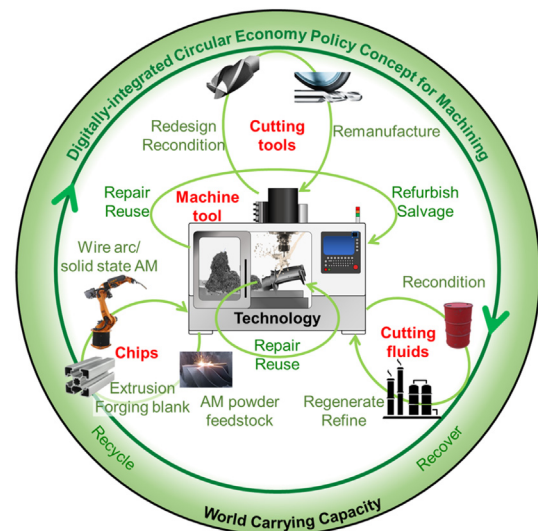 Digitally-integrated Circular Economy Policy Concept for Machining
Redesign
Recondition
Cutting
tools
Remanufacture
Repair
Reuse
Machine
tool
Refurbish
Salvage
Wire arc/
solid state AM
Recondition
Technology
Chips
Repair
Reuse
Cutting
fluids
Extrusion
Forging blank
AM powder
feedstock
Regenerate
Refine
Recycle
Recover
World Carrying Capacity